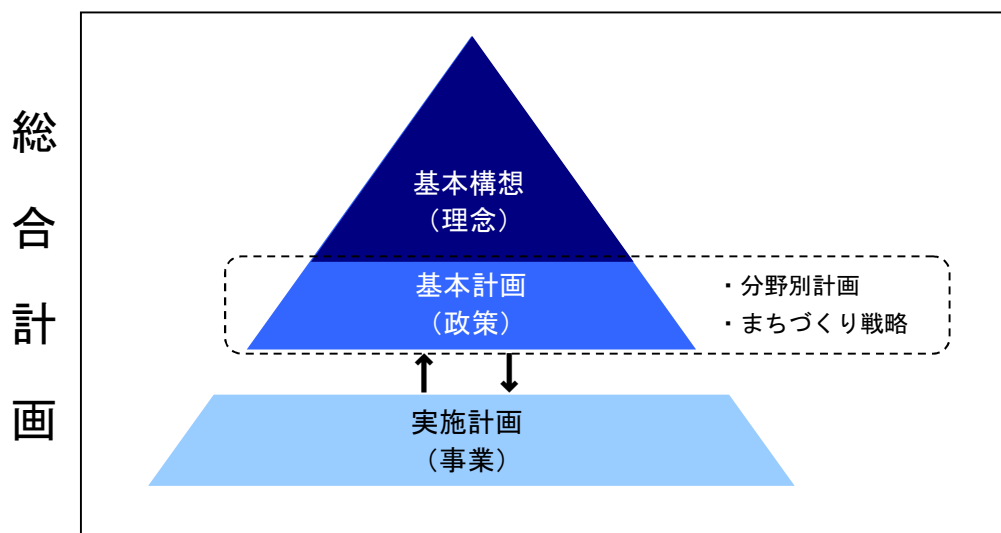 総合計画
基本構想
（理念）
基本計画
（政策）
・分野別計画
・まちづくり戦略
実施計画
（事業）